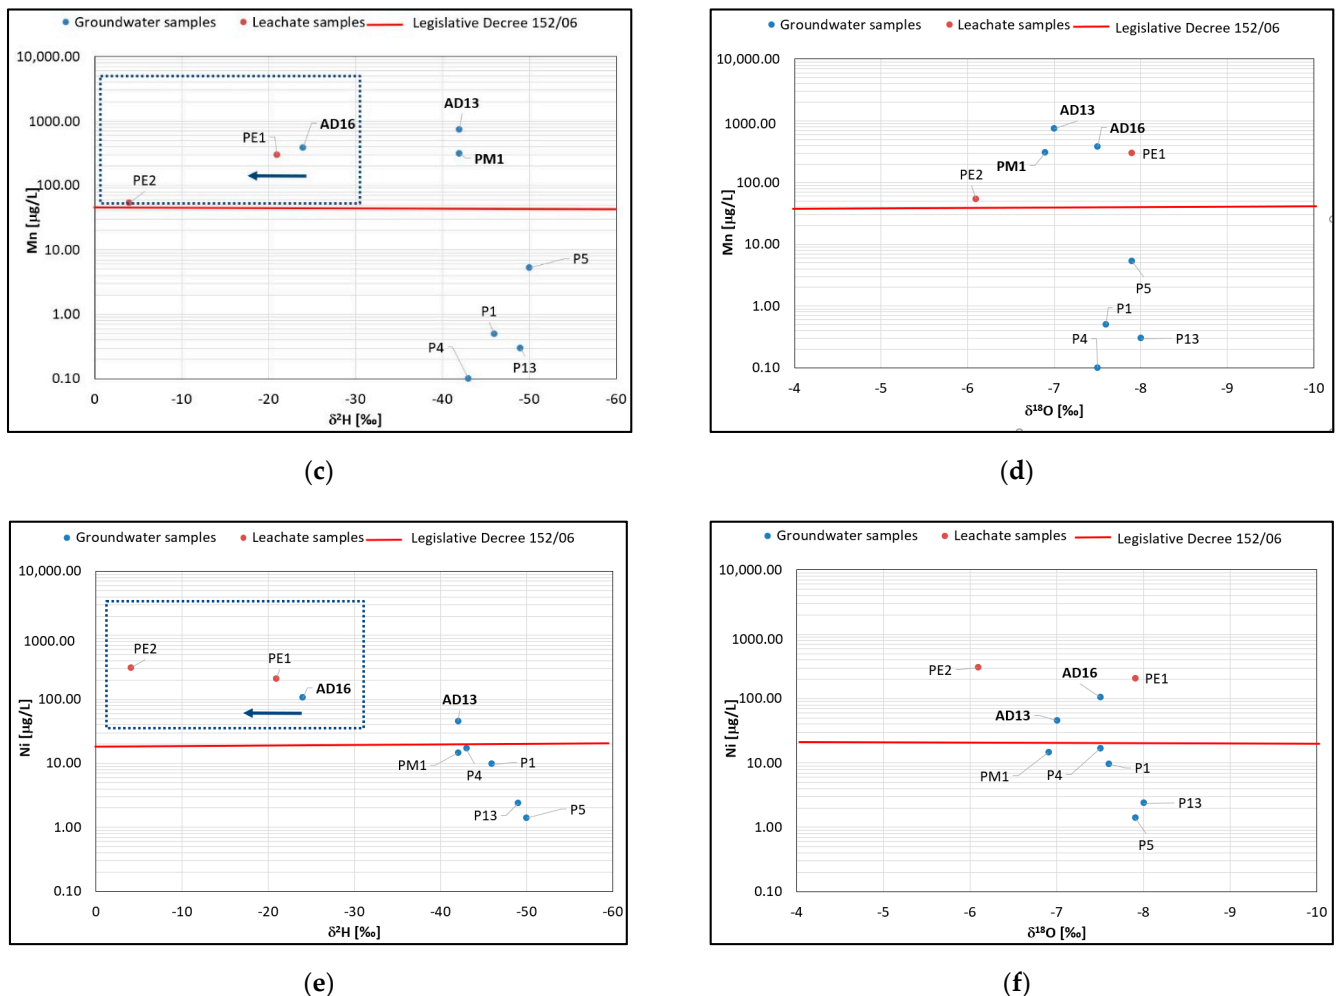 Groundwater samples Leachate samples Legislative Decree 152/06
10,000.00
1000.00
100.00
10.00
1.00
0.10
Mn [µg/L]
AD13
AD16
PE1
PM1
PE2
P5
P1
P4
P13
0 -10 -20 -30 -40 -50 -60
δ²H [‰]
(c)
Groundwater samples Leachate samples Legislative Decree 152/06
10,000.00
1000.00
100.00
10.00
1.00
0.10
Mn [µg/L]
AD13
AD16
PE1
PM1
PE2
P5
P1
P4
P13
-4 -5 -6 -7 -8 -9 -10
δ¹⁸O [‰]
(d)
Groundwater samples Leachate samples Legislative Decree 152/06
10,000.00
1000.00
100.00
10.00
1.00
0.10
Ni [µg/L]
PE2
PE1
AD16
AD13
PM1
P4
P1
P13
P5
0 -10 -20 -30 -40 -50 -60
δ²H [‰]
(e)
Groundwater samples Leachate samples Legislative Decree 152/06
10,000.00
1000.00
100.00
10.00
1.00
0.10
Ni [µg/L]
PE2
AD16
PE1
AD13
PM1
P4
P1
P13
P5
-4 -5 -6 -7 -8 -9 -10
δ¹⁸O [‰]
(f)